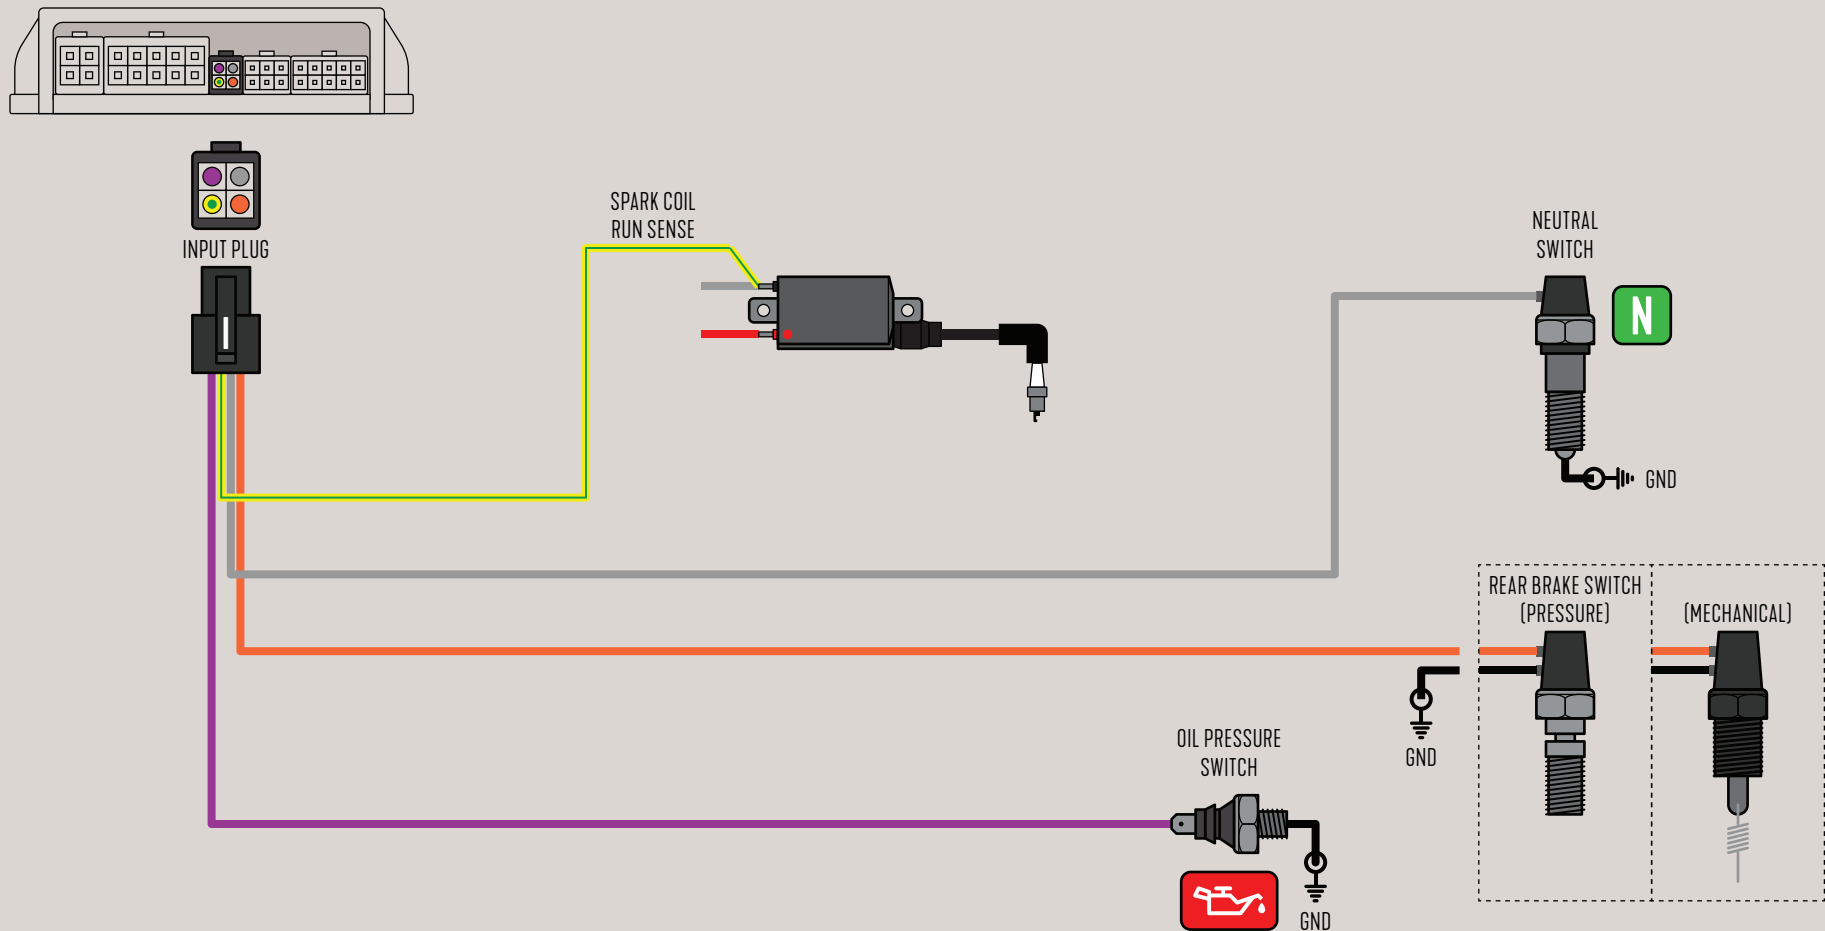 INPUT PLUG
SPARK COIL
RUN SENSE
NEUTRAL
SWITCH
N
GND
REAR BRAKE SWITCH
(PRESSURE)
(MECHANICAL)
GND
OIL PRESSURE
SWITCH
GND